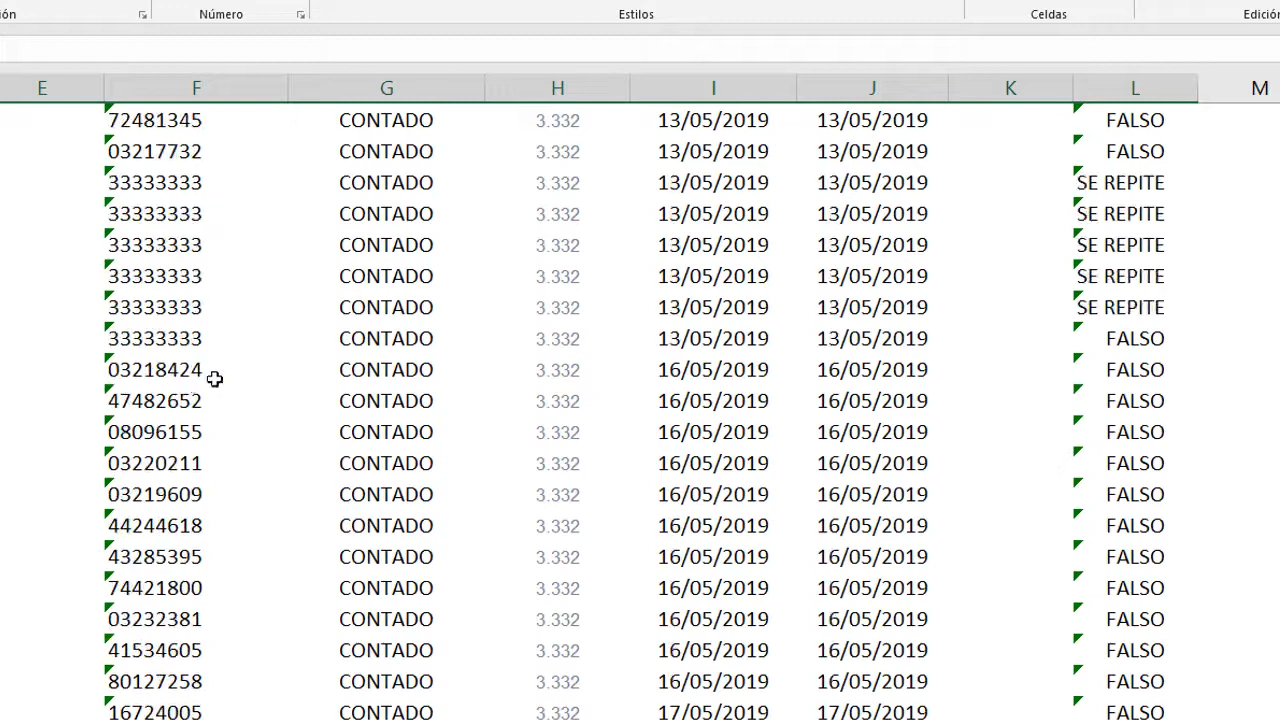 ión Número Estilos Celdas Edición
E F G H I J K L M
72481345 CONTADO 3.332 13/05/2019 13/05/2019 FALSO
03217732 CONTADO 3.332 13/05/2019 13/05/2019 FALSO
33333333 CONTADO 3.332 13/05/2019 13/05/2019 SE REPITE
33333333 CONTADO 3.332 13/05/2019 13/05/2019 SE REPITE
33333333 CONTADO 3.332 13/05/2019 13/05/2019 SE REPITE
33333333 CONTADO 3.332 13/05/2019 13/05/2019 SE REPITE
33333333 CONTADO 3.332 13/05/2019 13/05/2019 SE REPITE
33333333 CONTADO 3.332 13/05/2019 13/05/2019 FALSO
03218424 CONTADO 3.332 16/05/2019 16/05/2019 FALSO
47482652 CONTADO 3.332 16/05/2019 16/05/2019 FALSO
08096155 CONTADO 3.332 16/05/2019 16/05/2019 FALSO
03220211 CONTADO 3.332 16/05/2019 16/05/2019 FALSO
03219609 CONTADO 3.332 16/05/2019 16/05/2019 FALSO
44244618 CONTADO 3.332 16/05/2019 16/05/2019 FALSO
43285395 CONTADO 3.332 16/05/2019 16/05/2019 FALSO
74421800 CONTADO 3.332 16/05/2019 16/05/2019 FALSO
03232381 CONTADO 3.332 16/05/2019 16/05/2019 FALSO
41534605 CONTADO 3.332 16/05/2019 16/05/2019 FALSO
80127258 CONTADO 3.332 16/05/2019 16/05/2019 FALSO
16724005 CONTADO 3.332 17/05/2019 17/05/2019 FALSO